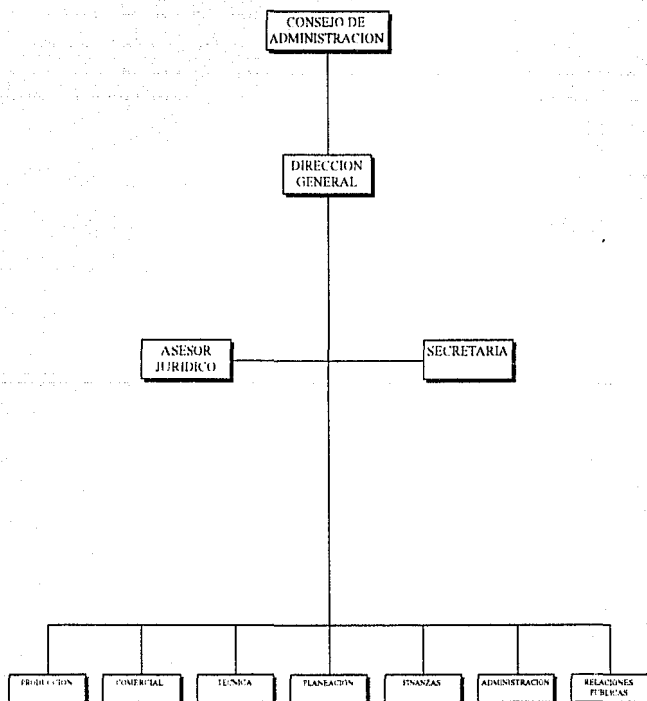 CONSEJO DE
ADMINISTRACION
DIRECCION
GENERAL
ASESOR
JURIDICO
SECRETARIA
PRODUCCION
COMERCIAL
TECNICA
PLANEACION
FINANZAS
ADMINISTRACION
RELACIONES
PUBLICAS